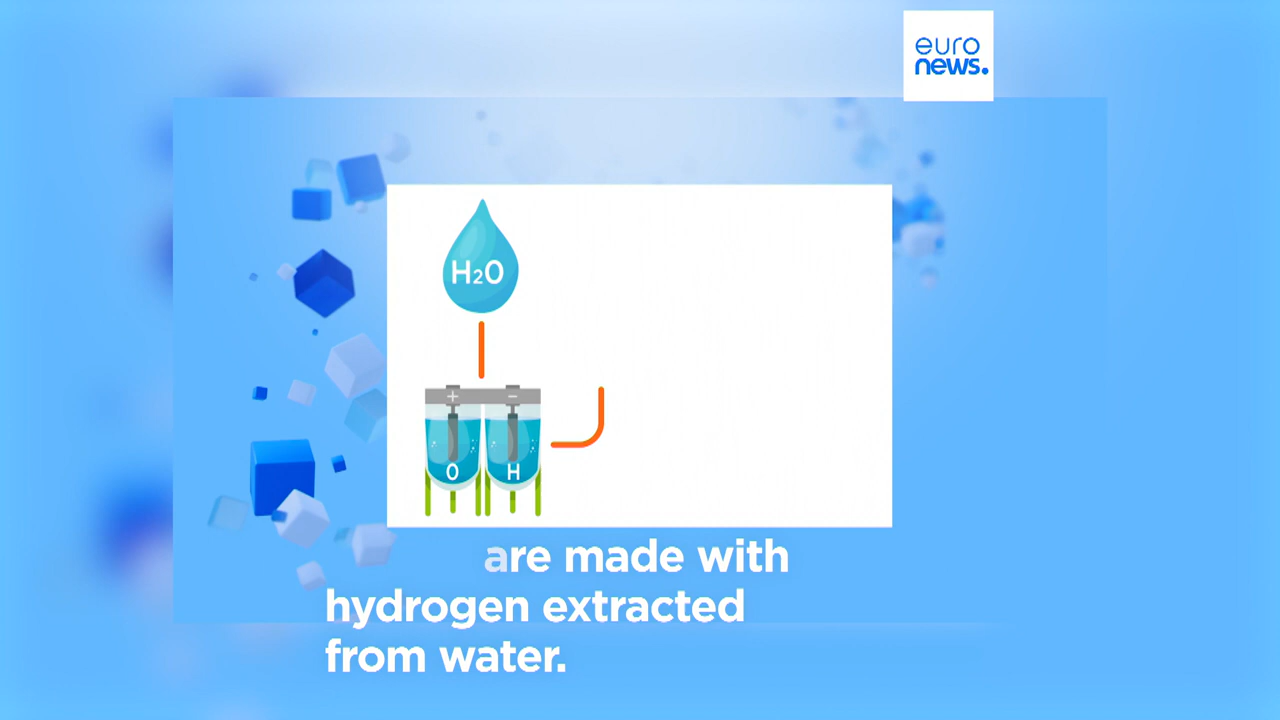 euro
news.
H2O
+ −
O H
are made with
hydrogen extracted
from water.